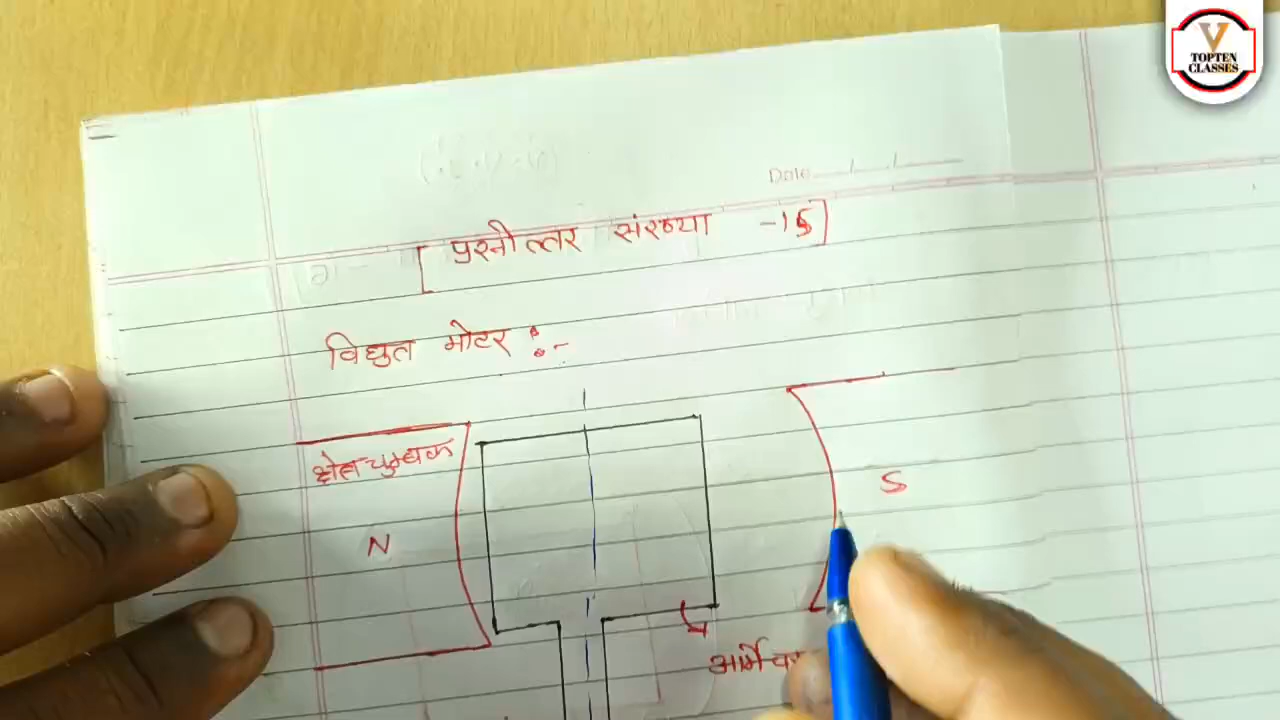 V
TOPTEN
CLASSES
Date
[प्रश्नोत्तर संख्या -15]
विद्युत मोटर :-
क्षेत्र चुम्बक
S
N